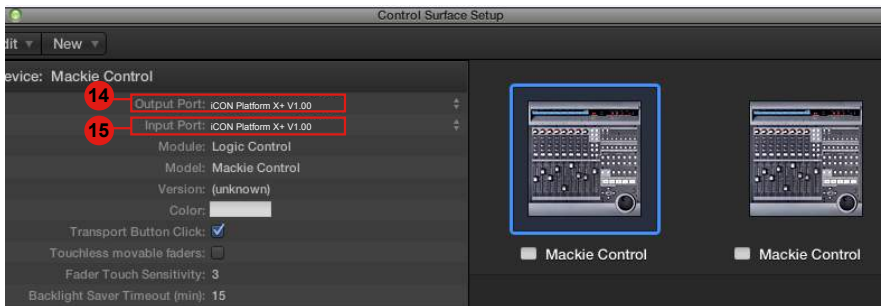 Control Surface Setup
dit New
evice: Mackie Control
14 Output Port: iCON Platform X+ V1.00
15 Input Port: iCON Platform X+ V1.00
Module: Logic Control
Model: Mackie Control
Version: (unknown)
Color:
Transport Button Click:
Touchless movable faders:
Fader Touch Sensitivity: 3
Backlight Saver Timeout (min): 15
Mackie Control
Mackie Control